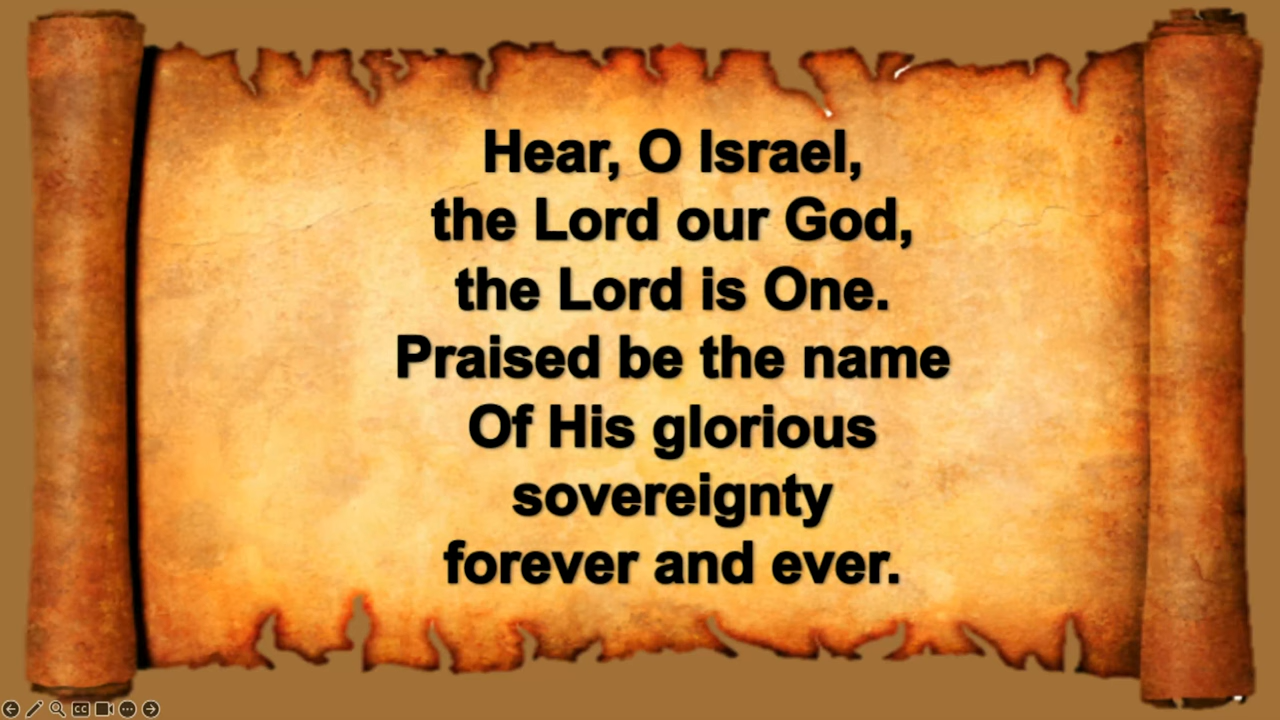 Hear, O Israel,
the Lord our God,
the Lord is One.
Praised be the name
Of His glorious
sovereignty
forever and ever.
CC